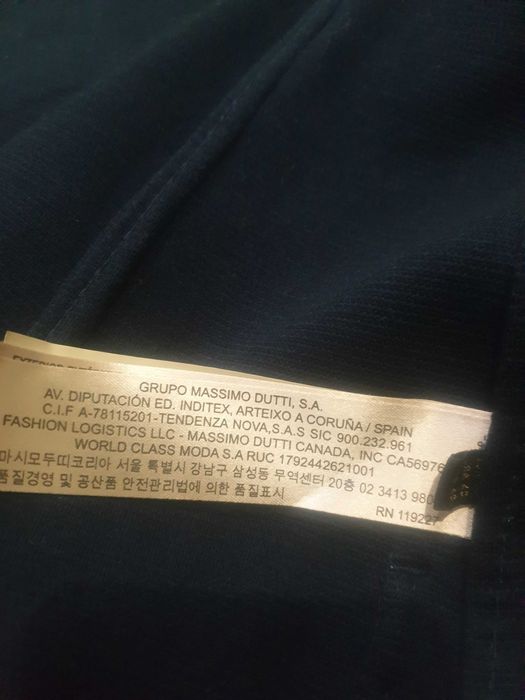 GRUPO MASSIMO DUTTI, S.A.
AV. DIPUTACIÓN ED. INDITEX, ARTEIXO A CORUÑA / SPAIN
C.I.F A-78115201-TENDENZA NOVA,S.A.S SIC 900.232.961
FASHION LOGISTICS LLC - MASSIMO DUTTI CANADA, INC CA56976
WORLD CLASS MODA S.A RUC 1792442621001
마시모두띠코리아 서울 특별시 강남구 삼성동 무역센터 20층 02 3413 980
품질경영 및 공산품 안전관리법에 의한 품질표시
RN 119227